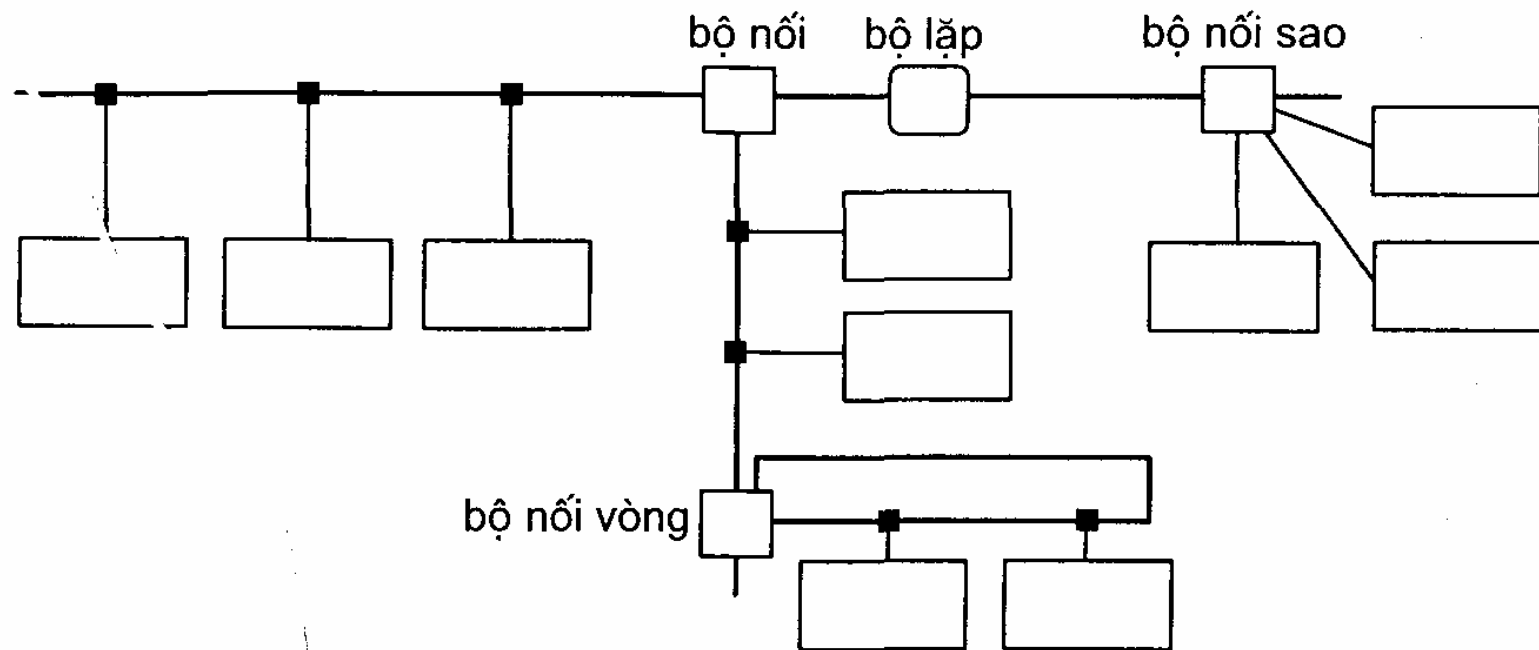 bộ nối
bộ lặp
bộ nối sao
bộ nối vòng